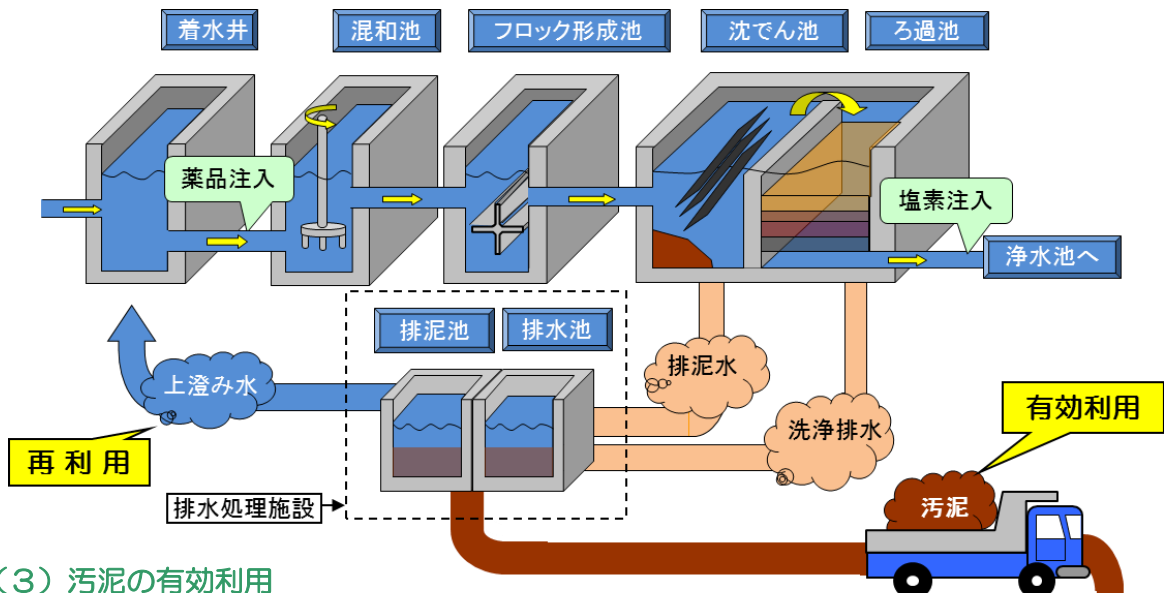 着水井
混和池
フロック形成池
沈でん池
ろ過池
薬品注入
塩素注入
浄水池へ
排泥池
排水池
上澄み水
排泥水
洗浄排水
再利用
有効利用
排水処理施設
汚泥
(3)汚泥の有効利用